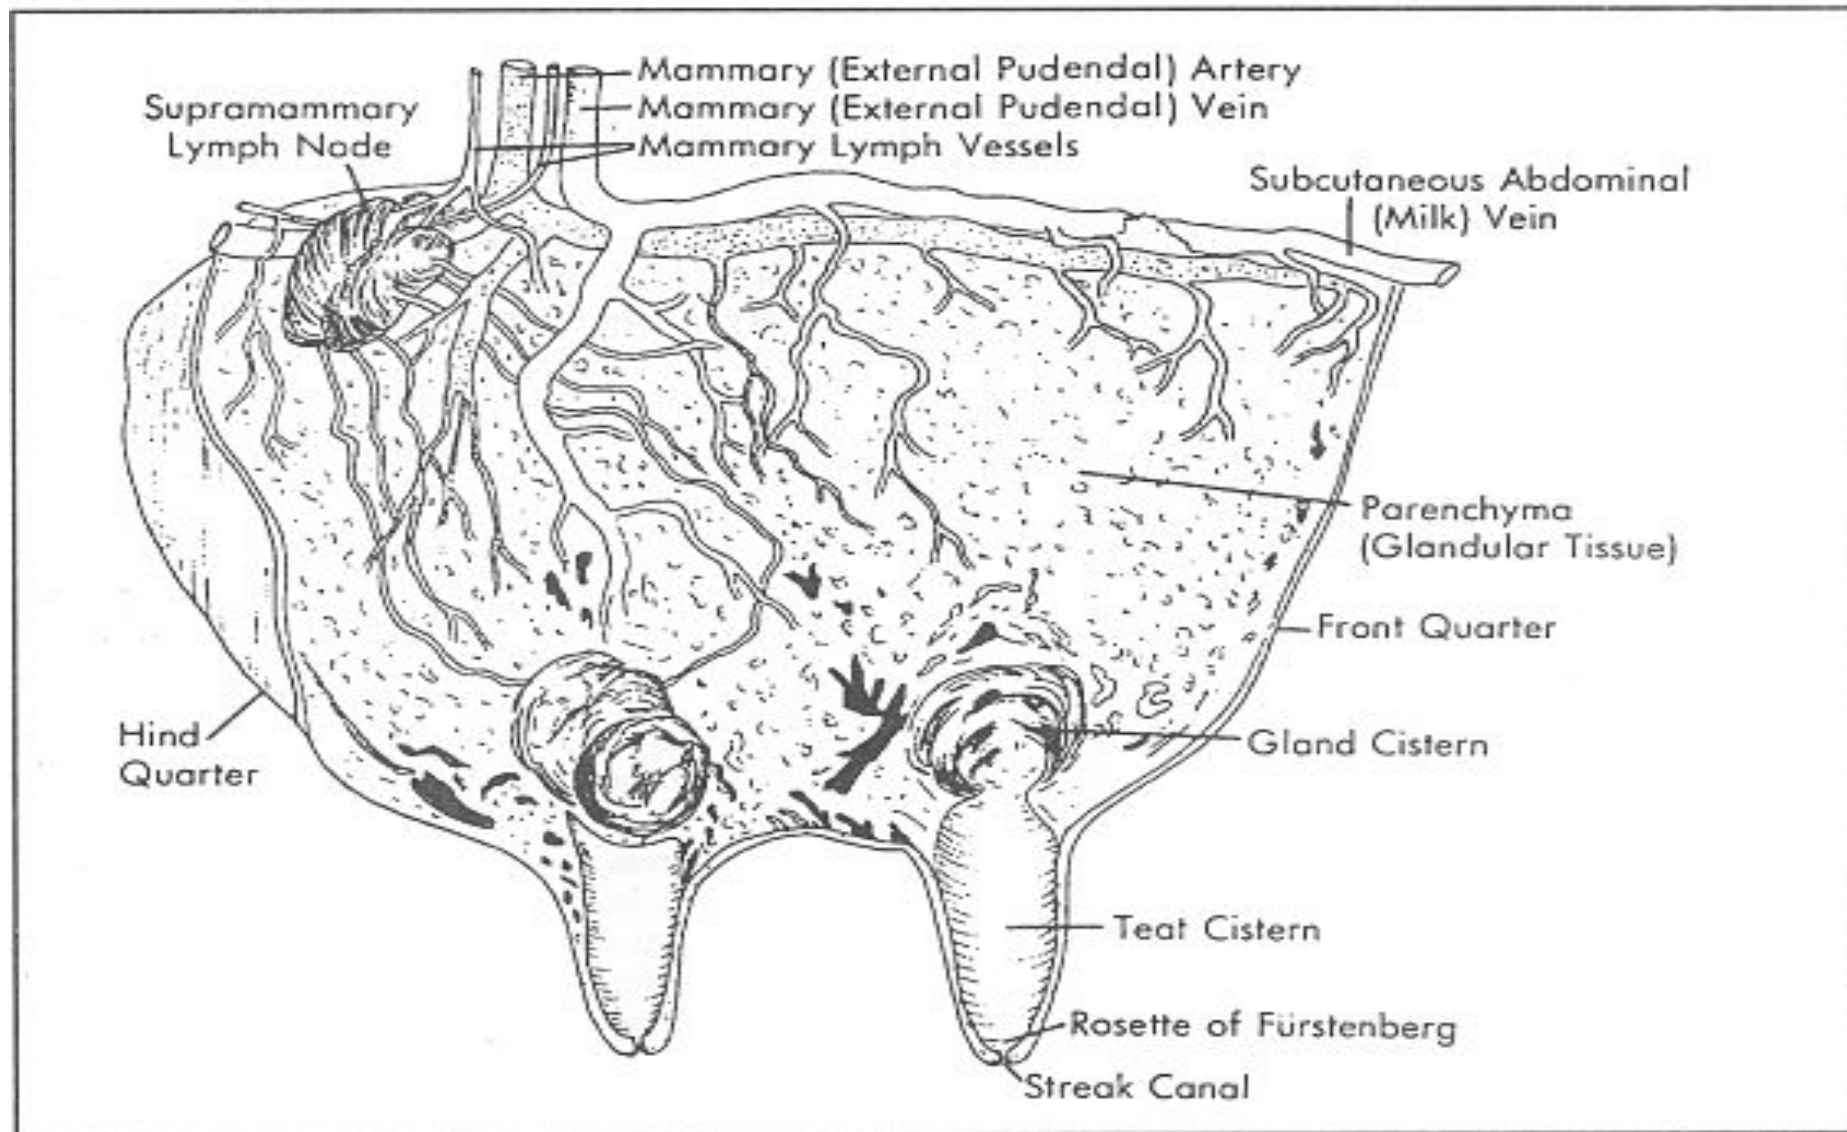 Mammary (External Pudendal) Artery
Mammary (External Pudendal) Vein
Mammary Lymph Vessels
Supramammary
Lymph Node
Subcutaneous Abdominal
(Milk) Vein
Parenchyma
(Glandular Tissue)
Front Quarter
Hind
Quarter
Gland Cistern
Teat Cistern
Rosette of Fürstenberg
Streak Canal